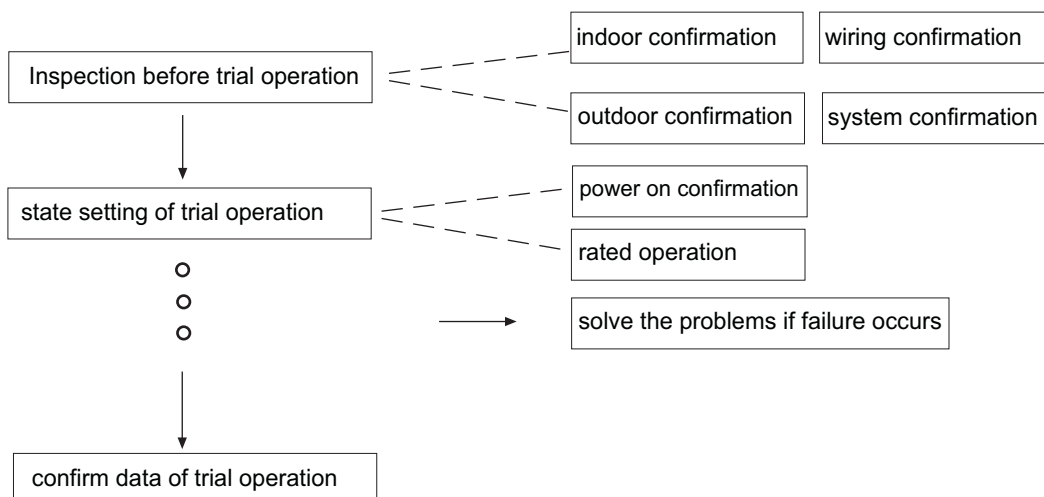 indoor confirmation
wiring confirmation
Inspection before trial operation
outdoor confirmation
system confirmation
power on confirmation
state setting of trial operation
rated operation
solve the problems if failure occurs
confirm data of trial operation